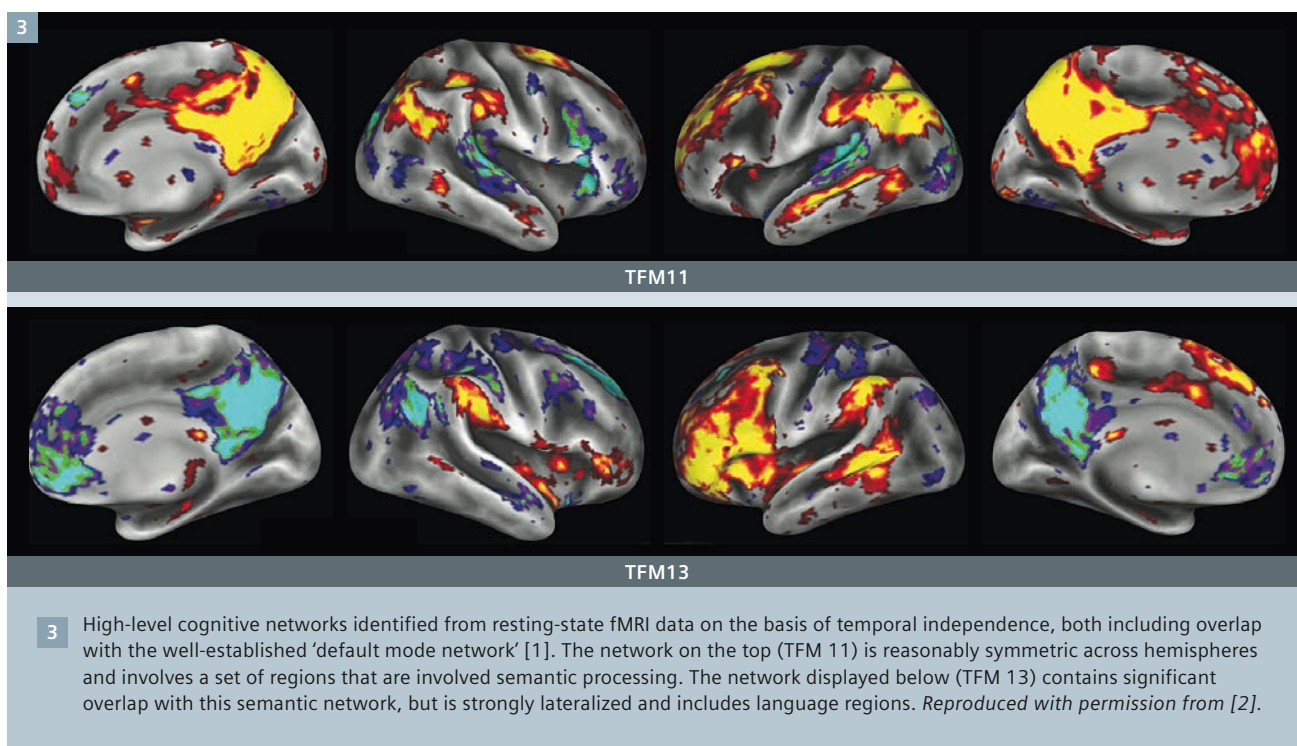 3
TFM11
TFM13
3
High-level cognitive networks identified from resting-state fMRI data on the basis of temporal independence, both including overlap
with the well-established ‘default mode network’ [1]. The network on the top (TFM 11) is reasonably symmetric across hemispheres
and involves a set of regions that are involved semantic processing. The network displayed below (TFM 13) contains significant
overlap with this semantic network, but is strongly lateralized and includes language regions. Reproduced with permission from [2].